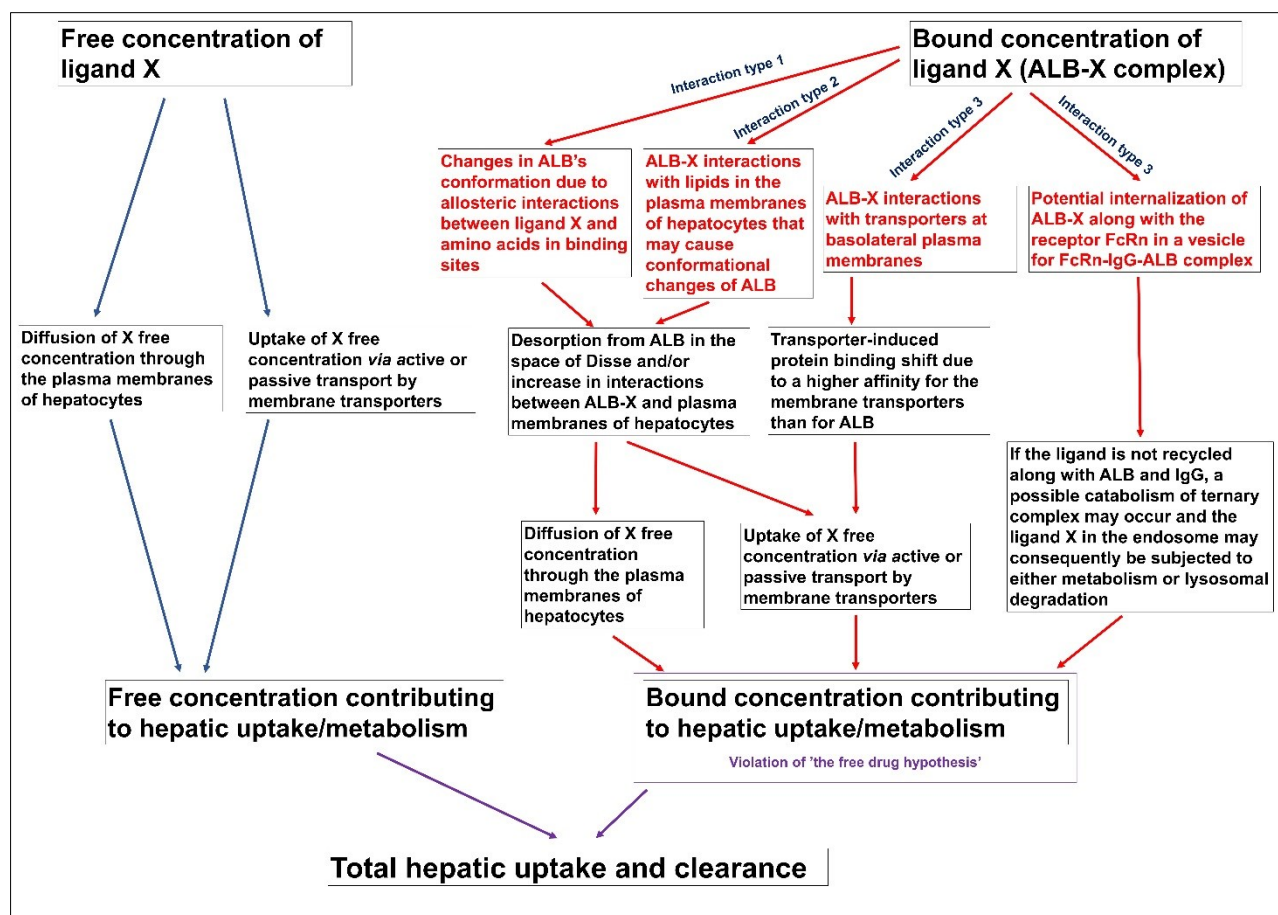 Free concentration of
ligand X
Bound concentration of
ligand X (ALB-X complex)
Interaction type 1
Interaction type 2
Interaction type 3
Interaction type 3
Changes in ALB's
conformation due to
allosteric interactions
between ligand X and
amino acids in binding
sites
ALB-X interactions
with lipids in the
plasma membranes
of hepatocytes that
may cause
conformational
changes of ALB
ALB-X interactions
with transporters at
basolateral plasma
membranes
Potential internalization of
ALB-X along with the
receptor FcRn in a vesicle
for FcRn-IgG-ALB complex
Diffusion of X free
concentration through
the plasma membranes
of hepatocytes
Uptake of X free
concentration via active or
passive transport by
membrane transporters
Desorption from ALB in the
space of Disse and/or
increase in interactions
between ALB-X and plasma
membranes of hepatocytes
Transporter-induced
protein binding shift due
to a higher affinity for the
membrane transporters
than for ALB
If the ligand is not recycled
along with ALB and IgG, a
possible catabolism of ternary
complex may occur and the
ligand X in the endosome may
consequently be subjected to
either metabolism or lysosomal
degradation
Diffusion of X free
concentration
through the plasma
membranes of
hepatocytes
Uptake of X free
concentration via active or
passive transport by
membrane transporters
Free concentration contributing
to hepatic uptake/metabolism
Bound concentration contributing
to hepatic uptake/metabolism
Violation of 'the free drug hypothesis'
Total hepatic uptake and clearance